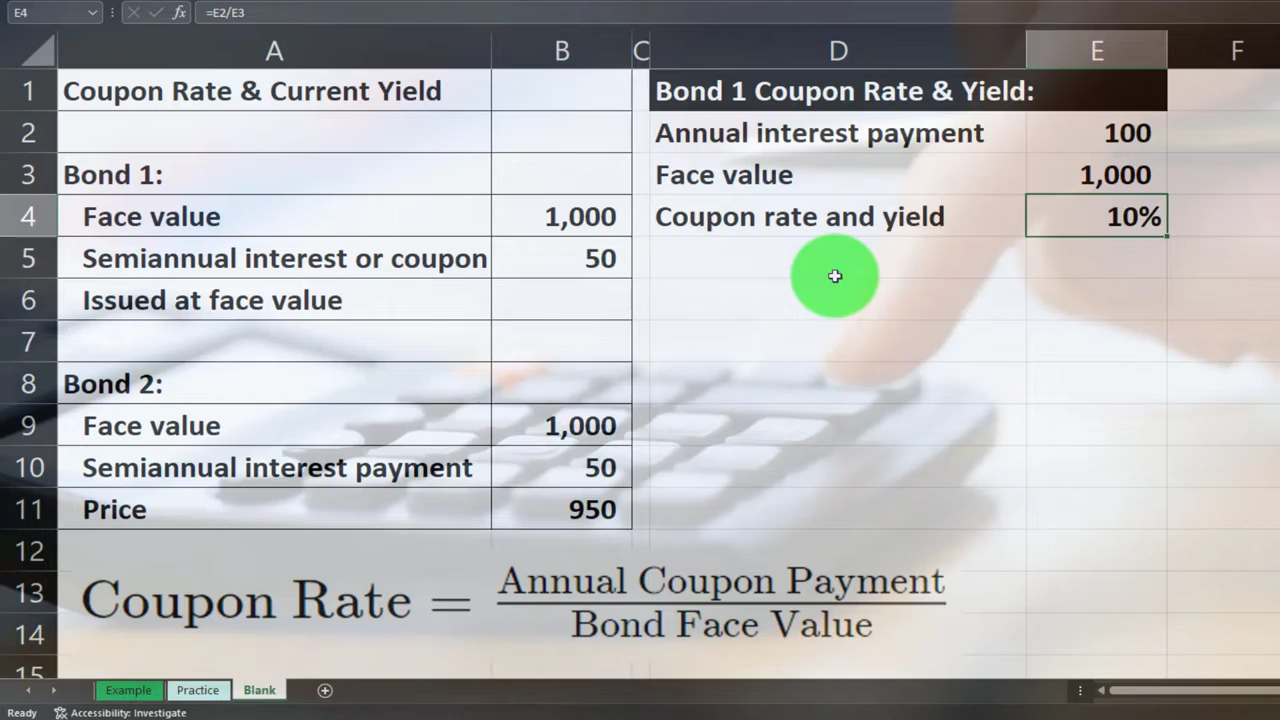 E4 fx =E2/E3
A B C D E F
1 Coupon Rate & Current Yield Bond 1 Coupon Rate & Yield:
2 Annual interest payment 100
3 Bond 1: Face value 1,000
4 Face value 1,000 Coupon rate and yield 10%
5 Semiannual interest or coupon 50
6 Issued at face value
7
8 Bond 2:
9 Face value 1,000
10 Semiannual interest payment 50
11 Price 950
12
13
14
15
Coupon Rate = Annual Coupon Payment
Bond Face Value
Example Practice Blank
Ready Accessibility: Investigate